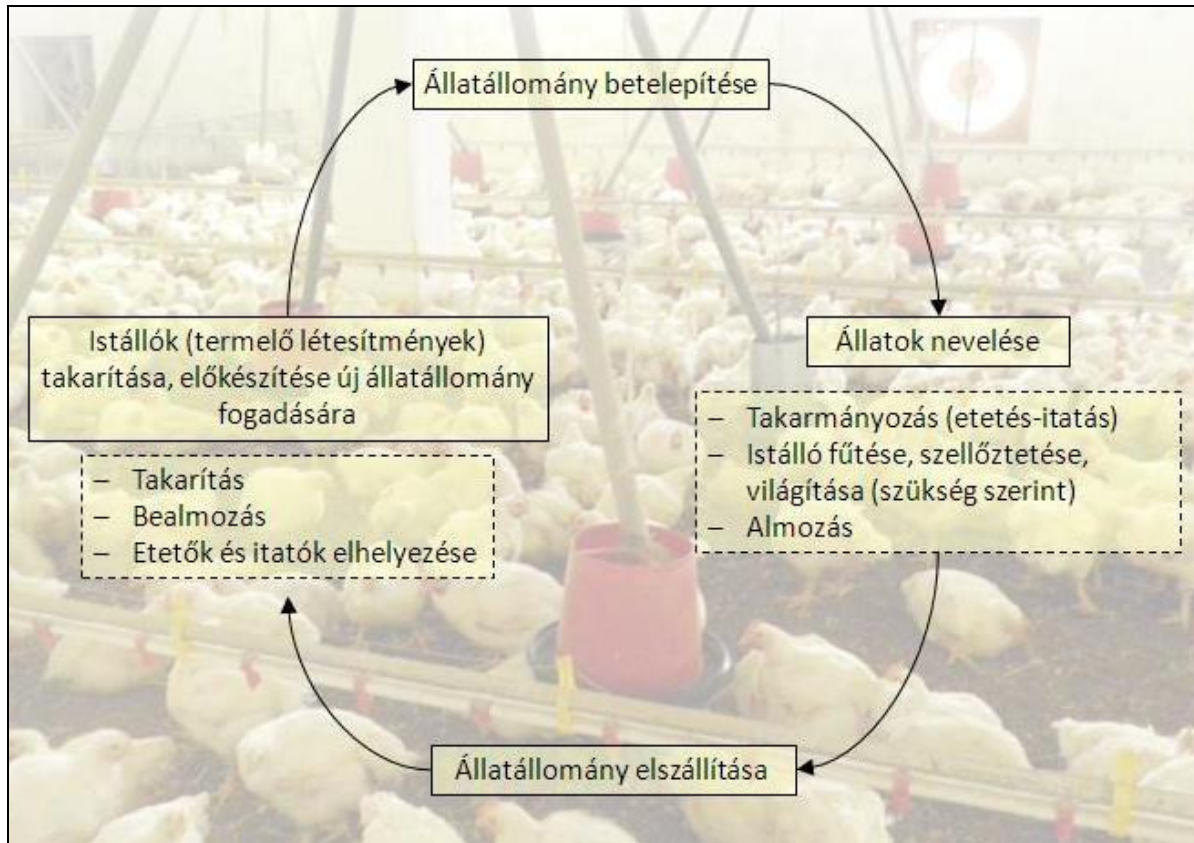 Állatállomány betelepítése
Állatok nevelése
– Takarmányozás (etetés-itatás)
– Istálló fűtése, szellőztetése,
világítása (szükség szerint)
– Almozás
Állatállomány elszállítása
Istállók (termelő létesítmények)
takarítása, előkészítése új állatállomány
fogadására
– Takarítás
– Bealmozás
– Etetők és itatók elhelyezése